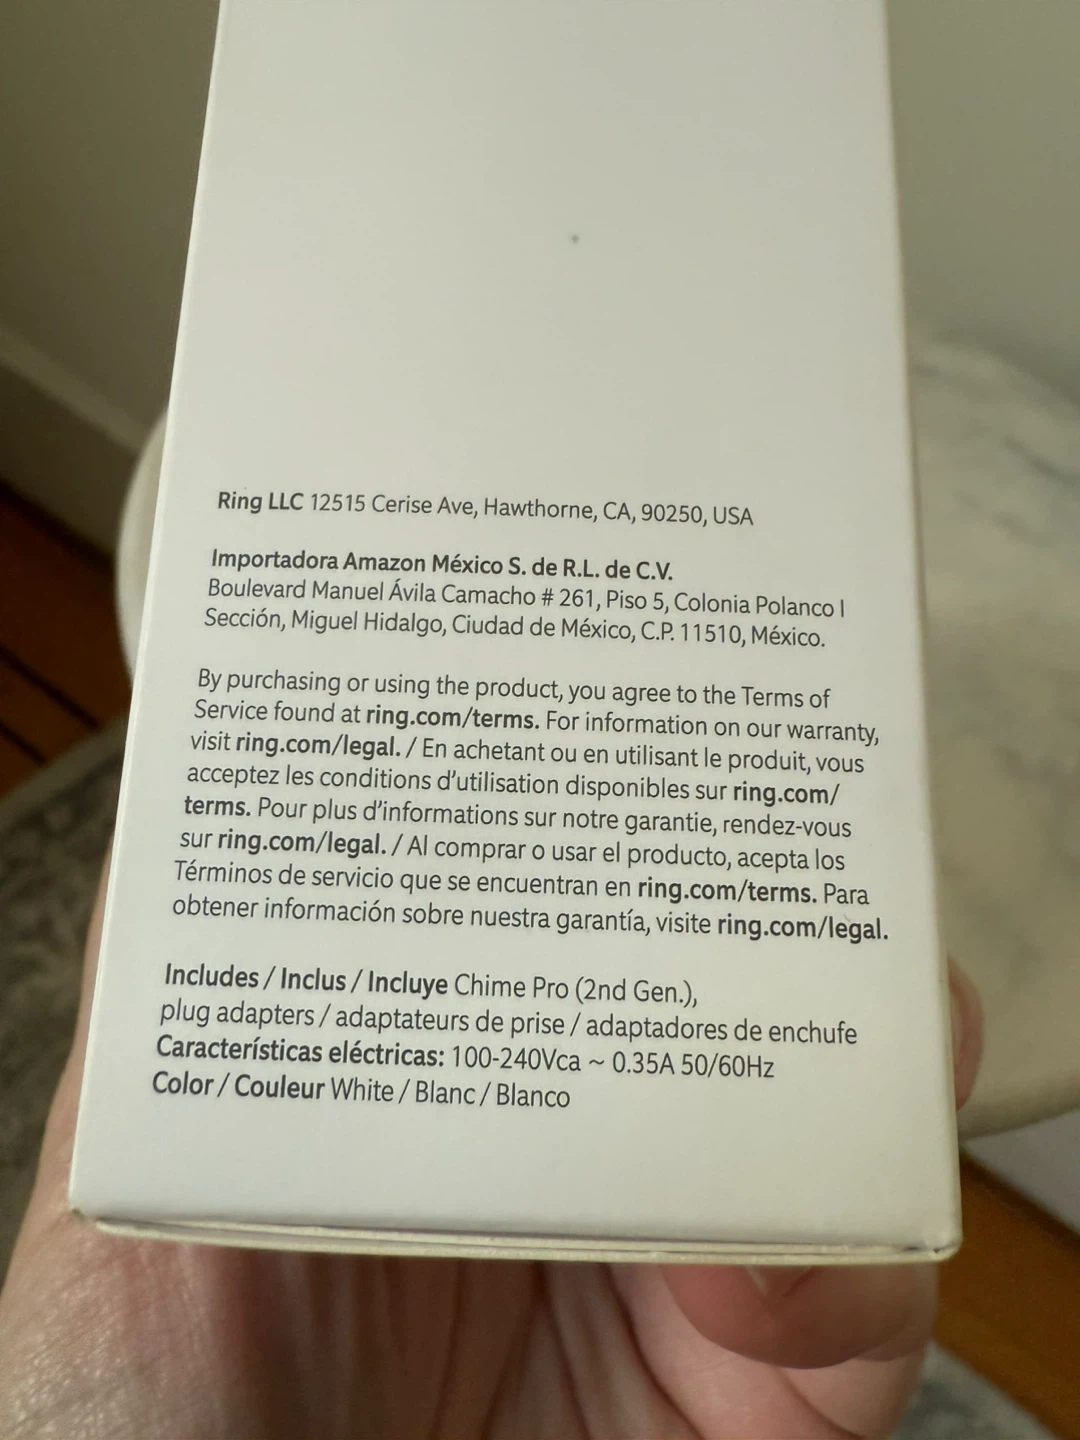 Ring LLC 12515 Cerise Ave, Hawthorne, CA, 90250, USA
Importadora Amazon México S. de R.L. de C.V.
Boulevard Manuel Ávila Camacho # 261, Piso 5, Colonia Polanco I
Sección, Miguel Hidalgo, Ciudad de México, C.P. 11510, México.
By purchasing or using the product, you agree to the Terms of
Service found at ring.com/terms. For information on our warranty,
visit ring.com/legal. / En achetant ou en utilisant le produit, vous
acceptez les conditions d'utilisation disponibles sur ring.com/
terms. Pour plus d'informations sur notre garantie, rendez-vous
sur ring.com/legal. / Al comprar o usar el producto, acepta los
Términos de servicio que se encuentran en ring.com/terms. Para
obtener información sobre nuestra garantía, visite ring.com/legal.
Includes / Inclus / Incluye Chime Pro (2nd Gen.),
plug adapters / adaptateurs de prise / adaptadores de enchufe
Características eléctricas: 100-240Vca ~ 0.35A 50/60Hz
Color / Couleur White / Blanc / Blanco